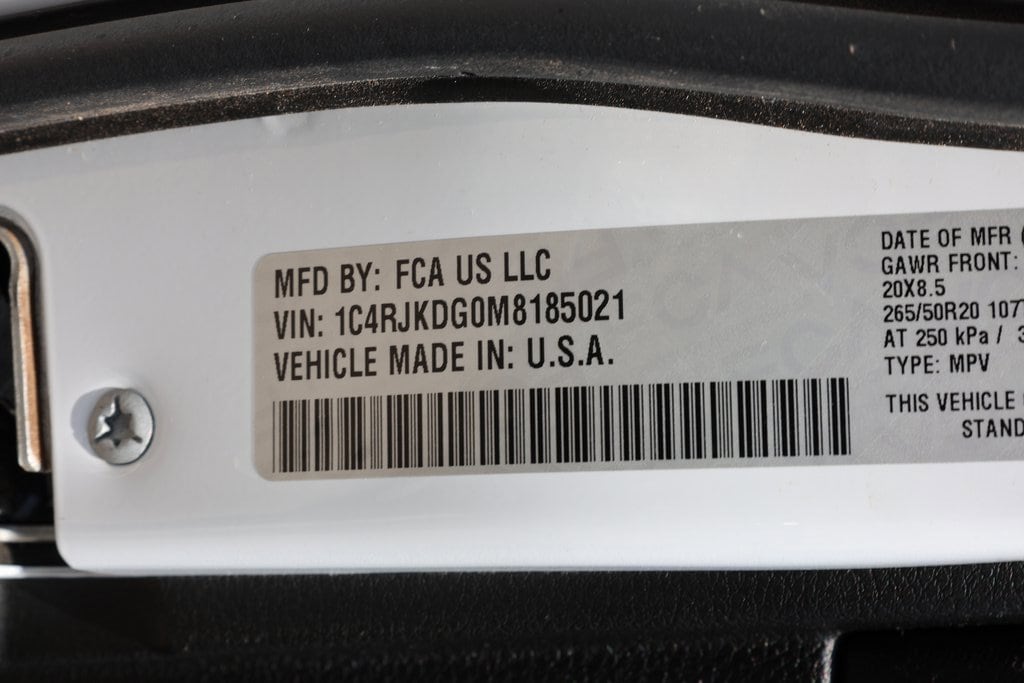 MFD BY: FCA US LLC
VIN: 1C4RJKDG0M8185021
VEHICLE MADE IN: U.S.A.
DATE OF MFR
GAWR FRONT:
20X8.5
265/50R20 107
AT 250 kPa /
TYPE: MPV
THIS VEHICLE
STAND